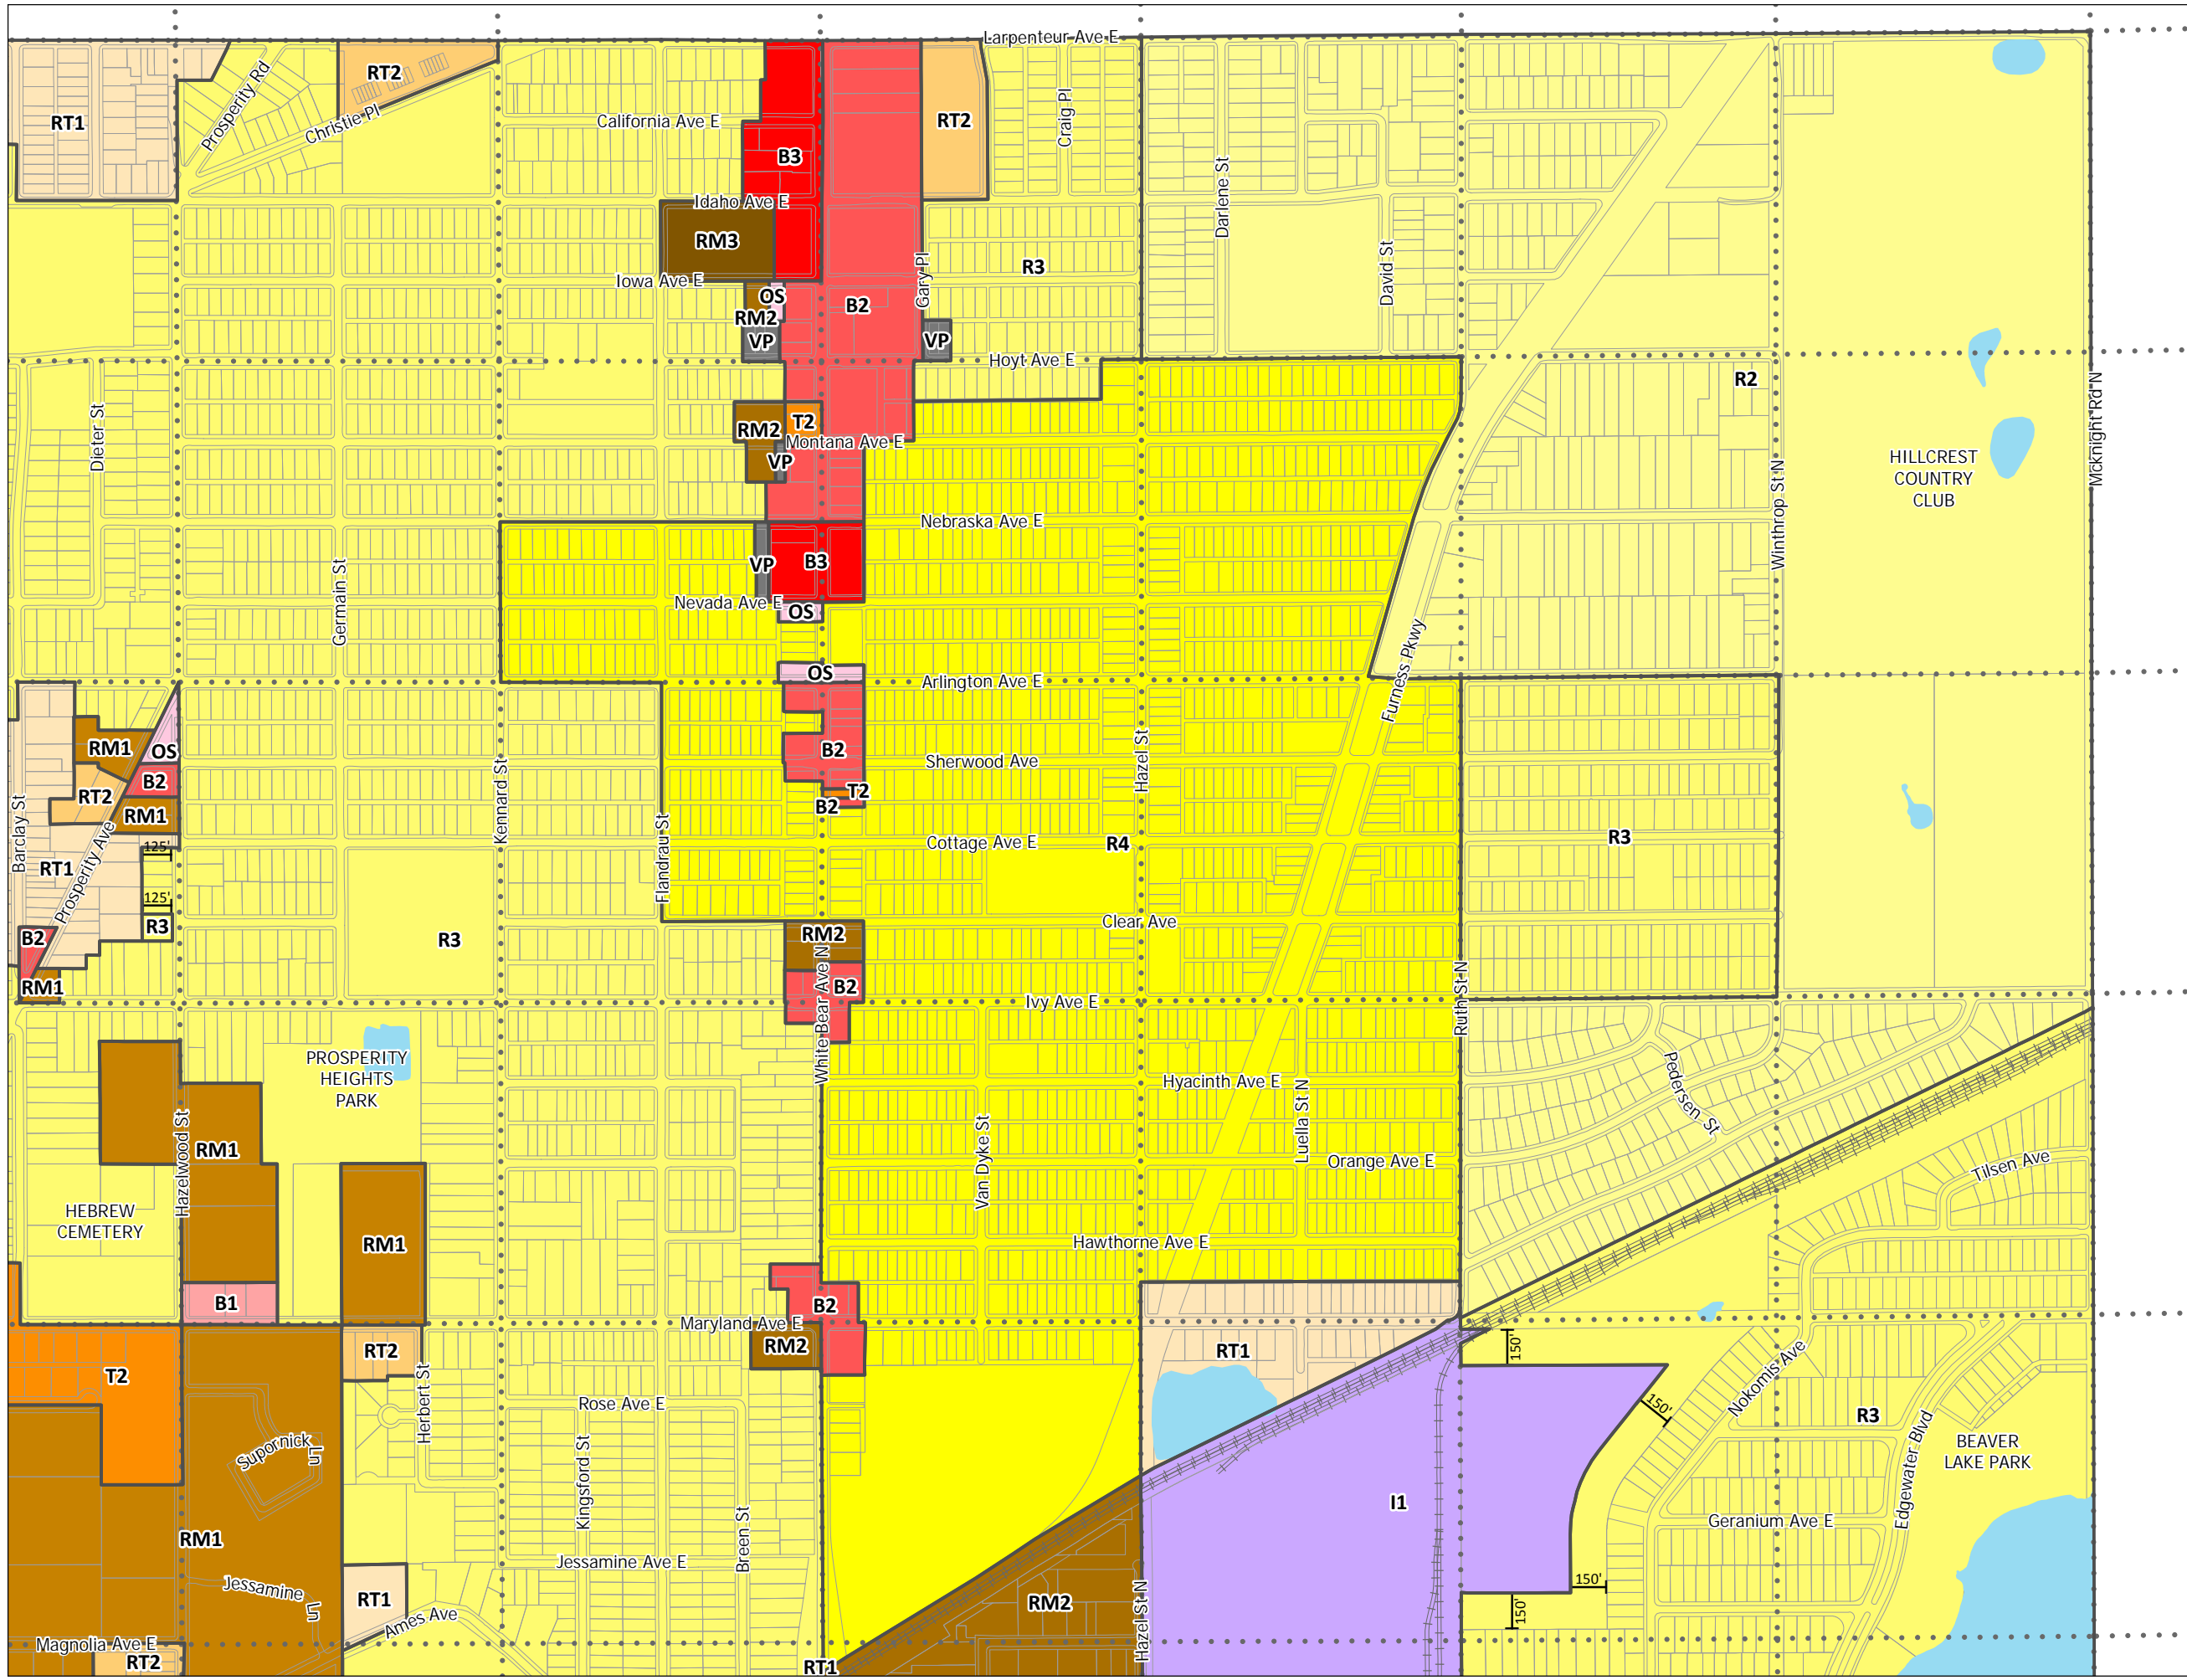 Larpenteur Ave E
RT2
Prosperity Rd
Christie Pl
RT1
California Ave E
B3
RT2
Craig Pl
Darlene St
Idaho Ave E
RM3
Iowa Ave E
Gary Pl
R3
David St
OS
RM2
VP
B2
VP
Hoyt Ave E
R2
Mcknight Rd N
Dieter St
RM2
T2
Montana Ave E
VP
HILLCREST
COUNTRY
CLUB
Winthrop St N
Nebraska Ave E
Germain St
VP
B3
Nevada Ave E
OS
Furness Pkwy
OS
Arlington Ave E
RM1
OS
B2
RT2
RM1
Barclay St
Prosperity Ave
RT1
125'
125'
R3
B2
RM1
Kennard St
Flandrau St
B2
Sherwood Ave
T2
B2
Hazel St
Cottage Ave E
R4
R3
R3
Clear Ave
RM2
White Bear Ave N
B2
Ivy Ave E
Ruth St N
PROSPERITY
HEIGHTS
PARK
Hyacinth Ave E
Pedersen St
Luella St N
Van Dyke St
Hazelwood St
RM1
Orange Ave E
Tilsen Ave
HEBREW
CEMETERY
RM1
Hawthorne Ave E
B1
B2
Maryland Ave E
RM2
RT2
T2
RT1
150'
Herbert St
Rose Ave E
Nokomis Ave
150'
R3
Edgewater Blvd
BEAVER
LAKE PARK
Supornick
Ln
Kingsford St
I1
Geranium Ave E
RM1
Breen St
Jessamine Ave E
Jessamine
Ln
RT1
Ames Ave
RM2
Hazel St N
150'
150'
Magnolia Ave E
RT2
RT1